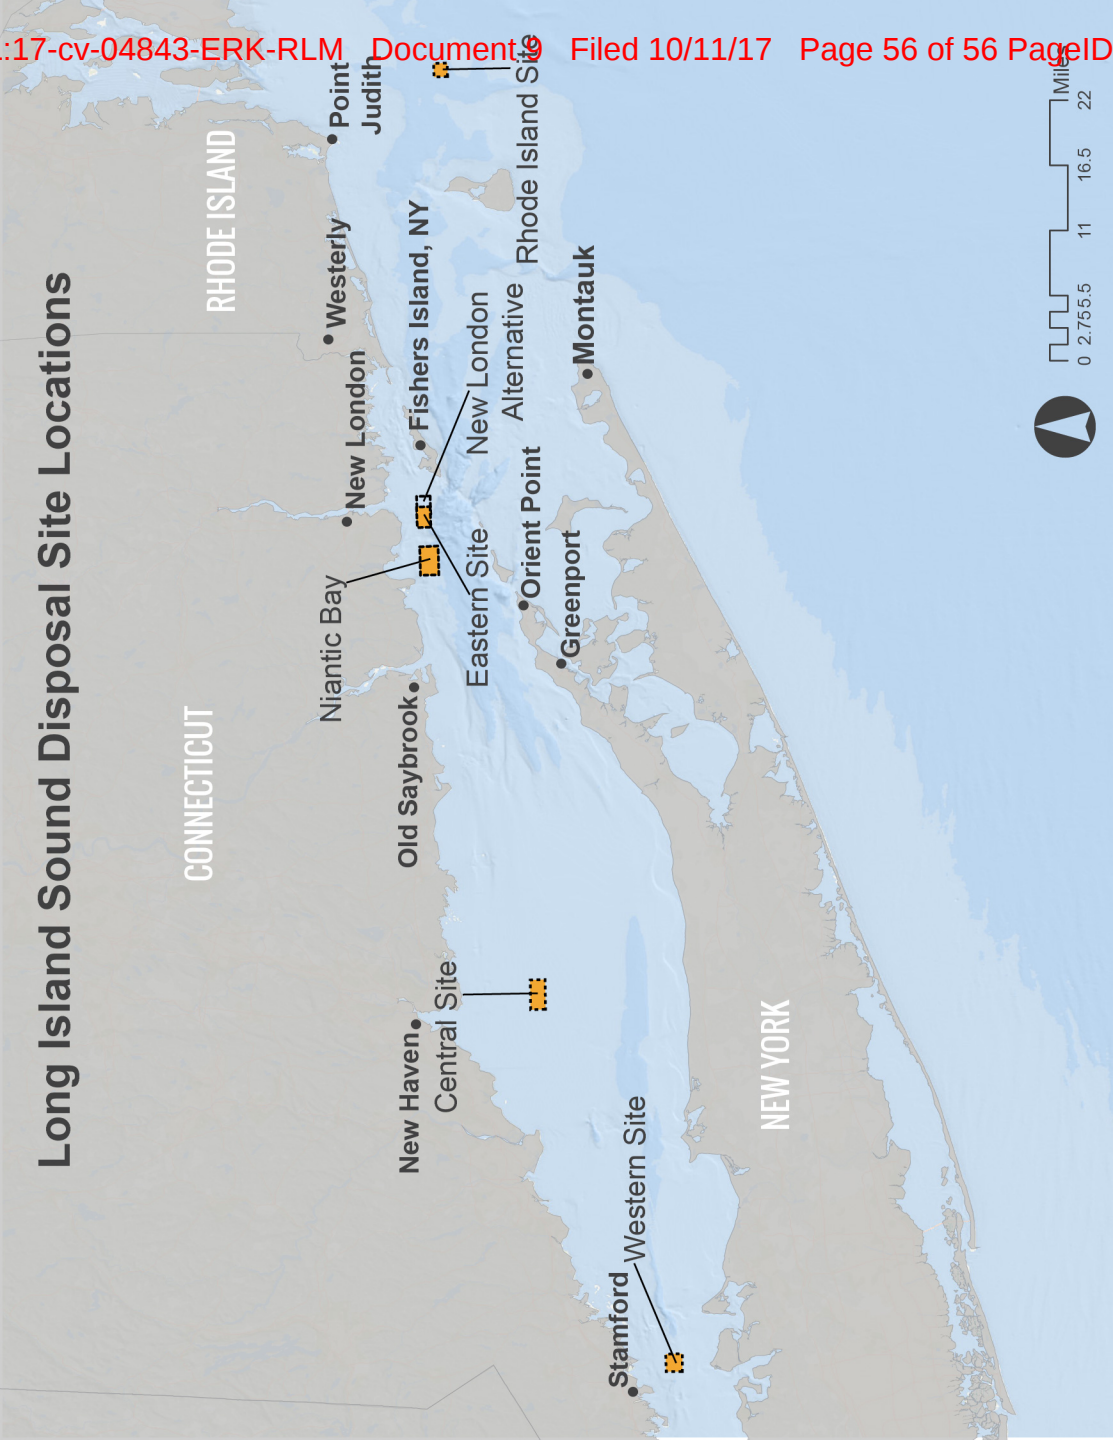 :17-cv-04843-ERK-RLM Document 9 Filed 10/11/17 Page 56 of 56 PageID
Long Island Sound Disposal Site Locations
CONNECTICUT
RHODE ISLAND
Niantic Bay
New London
Westerly
Point
Judith
New Haven
Old Saybrook
Fishers Island, NY
Central Site
Eastern Site
New London
Alternative
Rhode Island Site
Orient Point
Greenport
Montauk
Stamford
Western Site
NEW YORK
Miles
0 2.75 5.5 11 16.5 22